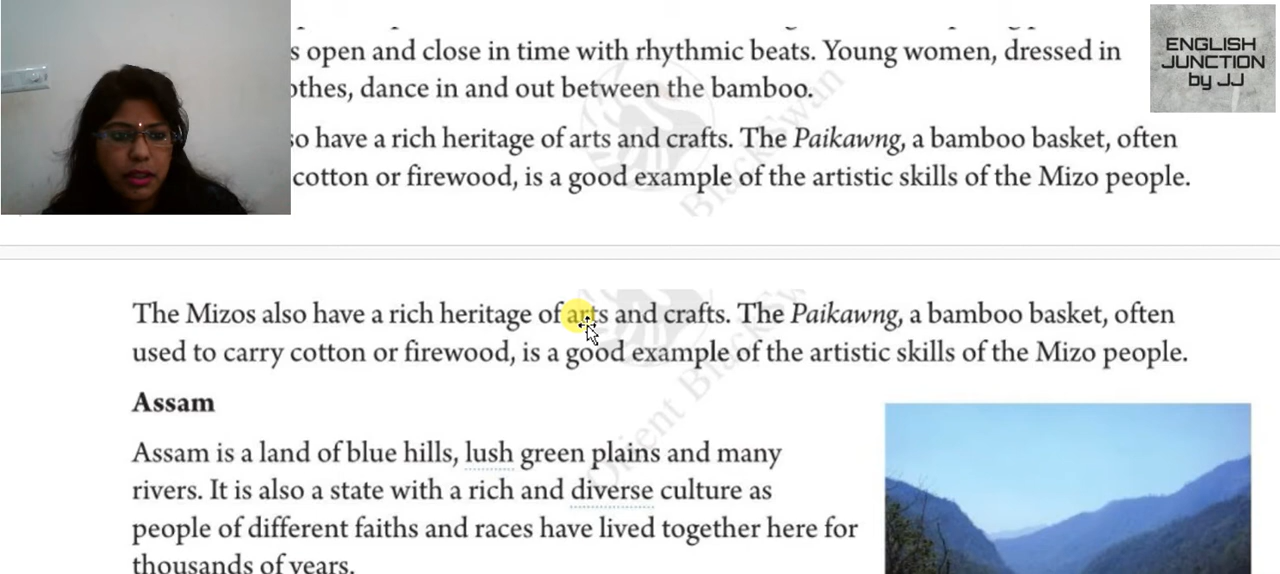 s open and close in time with rhythmic beats. Young women, dressed in
othes, dance in and out between the bamboo.
so have a rich heritage of arts and crafts. The Paikawng, a bamboo basket, often
cotton or firewood, is a good example of the artistic skills of the Mizo people.
ENGLISH
JUNCTION
by JJ
The Mizos also have a rich heritage of arts and crafts. The Paikawng, a bamboo basket, often
used to carry cotton or firewood, is a good example of the artistic skills of the Mizo people.
Assam
Assam is a land of blue hills, lush green plains and many
rivers. It is also a state with a rich and diverse culture as
people of different faiths and races have lived together here for
thousands of years.
BlackSwan
Orient BlackSw